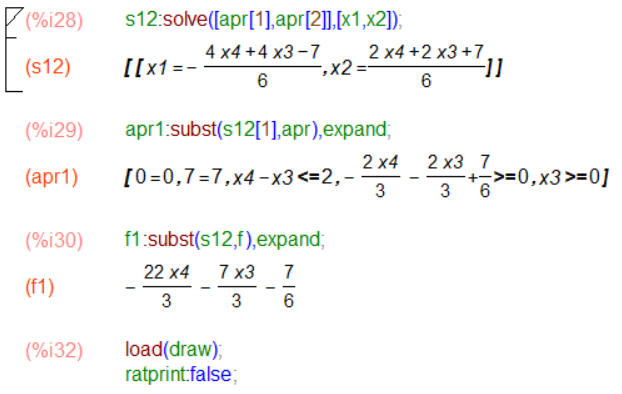 (%i28) s12:solve([apr[1],apr[2]],[x1,x2]);
(s12) [[x1=-(4 x4+4 x3-7)/6,x2=(2 x4+2 x3+7)/6]]
(%i29) apr1:subst(s12[1],apr),expand;
(apr1) [0=0,7=7,x4-x3<=2,-(2 x4)/3-(2 x3)/3+7/6>=0,x3>=0]
(%i30) f1:subst(s12,f),expand;
(f1) -(22 x4)/3-(7 x3)/3-7/6
(%i32) load(draw);
ratprint:false;